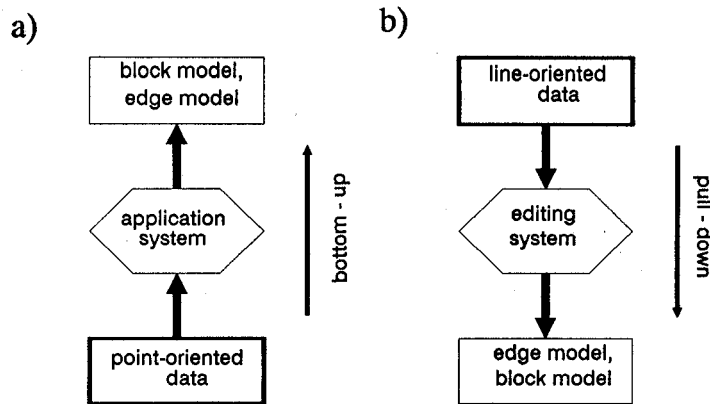 a)
block model,
edge model
application
system
point-oriented
data
bottom - up
b)
line-oriented
data
editing
system
edge model,
block model
pull - down